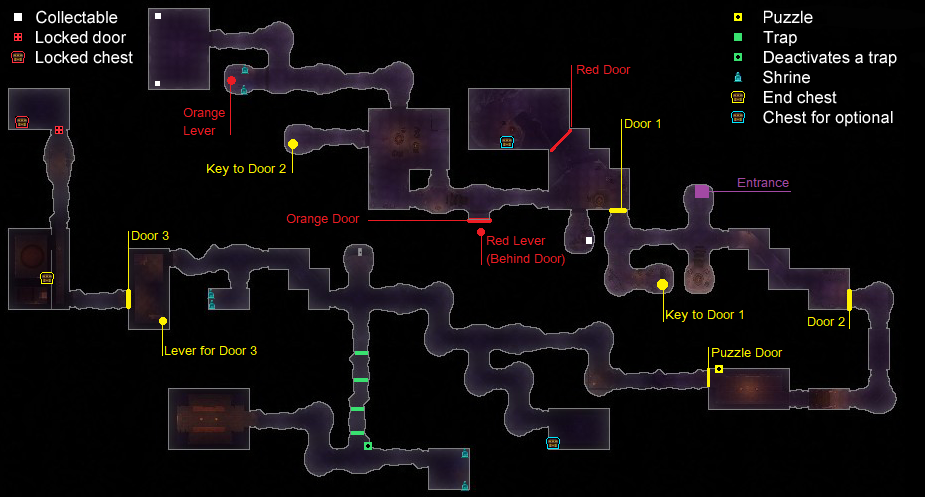 Collectable
Locked door
Locked chest
Puzzle
Trap
Deactivates a trap
Shrine
End chest
Chest for optional
Red Door
Orange
Lever
Door 1
Key to Door 2
Entrance
Orange Door
Red Lever
(Behind Door)
Door 3
Key to Door 1
Door 2
Lever for Door 3
Puzzle Door